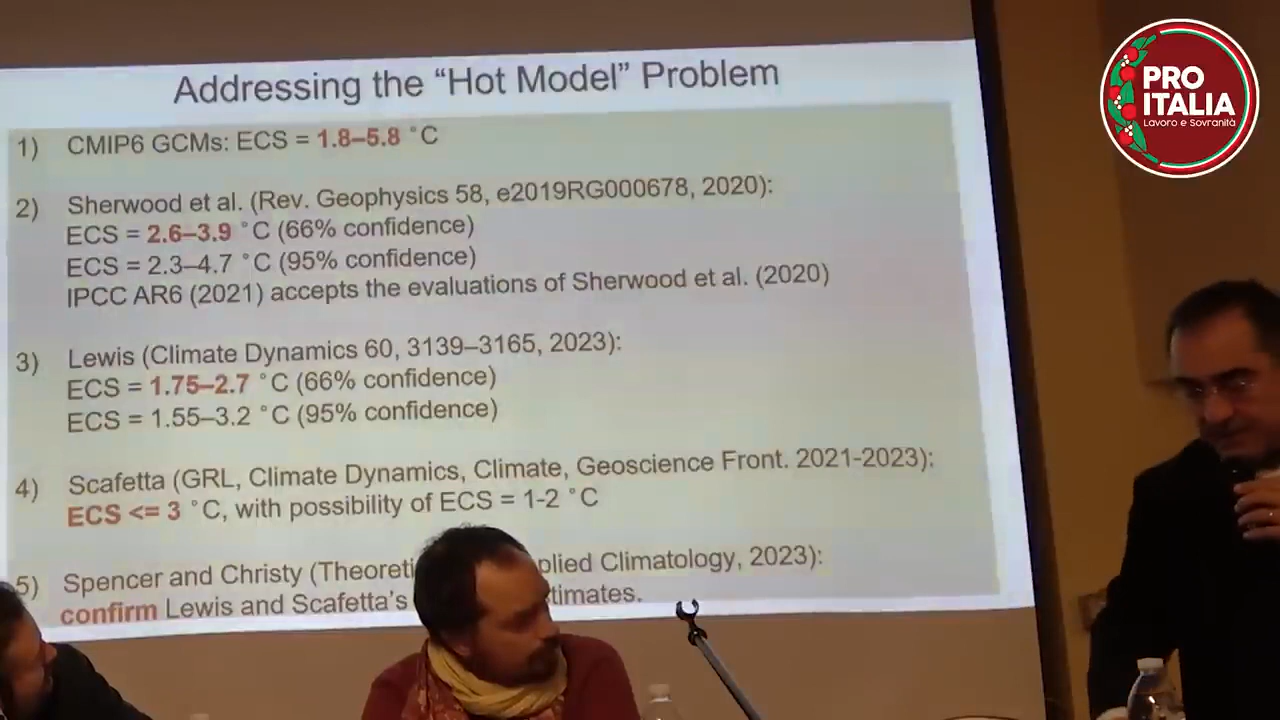 Addressing the “Hot Model” Problem
1) CMIP6 GCMs: ECS = 1.8–5.8 °C
2) Sherwood et al. (Rev. Geophysics 58, e2019RG000678, 2020):
ECS = 2.6–3.9 °C (66% confidence)
ECS = 2.3–4.7 °C (95% confidence)
IPCC AR6 (2021) accepts the evaluations of Sherwood et al. (2020)
3) Lewis (Climate Dynamics 60, 3139–3165, 2023):
ECS = 1.75–2.7 °C (66% confidence)
ECS = 1.55–3.2 °C (95% confidence)
4) Scafetta (GRL, Climate Dynamics, Climate, Geoscience Front. 2021-2023):
ECS <= 3 °C, with possibility of ECS = 1-2 °C
5) Spencer and Christy Climatology, 2023):
confirm Lewis and Scafetta's
PRO
ITALIA
Lavoro e Sovranità